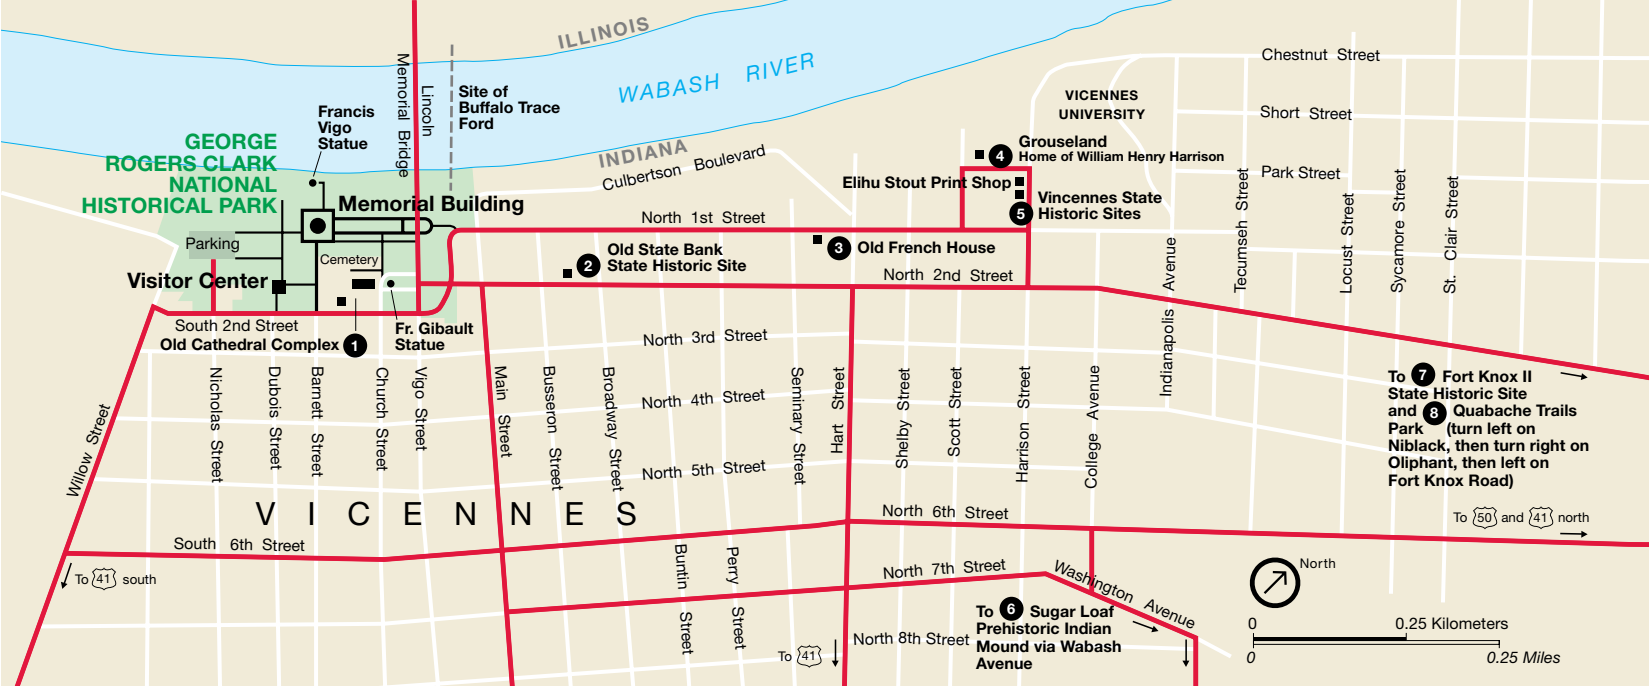 ILLINOIS
WABASH RIVER
INDIANA
Memorial Bridge
Lincoln
Site of
Buffalo Trace
Ford
Francis
Vigo
Statue
GEORGE
ROGERS CLARK
NATIONAL
HISTORICAL PARK
Memorial Building
Parking
Cemetery
Visitor Center
South 2nd Street
Old Cathedral Complex 1
Fr. Gibault
Statue
Culbertson Boulevard
North 1st Street
2 Old State Bank
State Historic Site
3 Old French House
North 2nd Street
VICENNES
UNIVERSITY
4 Grouseland
Home of William Henry Harrison
Elihu Stout Print Shop
5 Vincennes State
Historic Sites
Chestnut Street
Short Street
Park Street
Indianapolis Avenue
Tecumseh Street
Locust Street
Sycamore Street
St. Clair Street
North 3rd Street
North 4th Street
North 5th Street
Willow Street
Nicholas Street
Dubois Street
Barnett Street
Church Street
Vigo Street
Main Street
Busseron Street
Broadway Street
Seminary Street
Hart Street
Shelby Street
Scott Street
Harrison Street
College Avenue
VICENNES
South 6th Street
To 41 south
North 6th Street
Buntin Street
Perry Street
North 7th Street
Washington Avenue
North 8th Street
To 41
To 6 Sugar Loaf
Prehistoric Indian
Mound via Wabash
Avenue
To 7 Fort Knox II
State Historic Site
and 8 Quabache Trails
Park (turn left on
Niblack, then turn right on
Oliphant, then left on
Fort Knox Road)
To 50 and 41 north
North
0 0.25 Kilometers
0 0.25 Miles